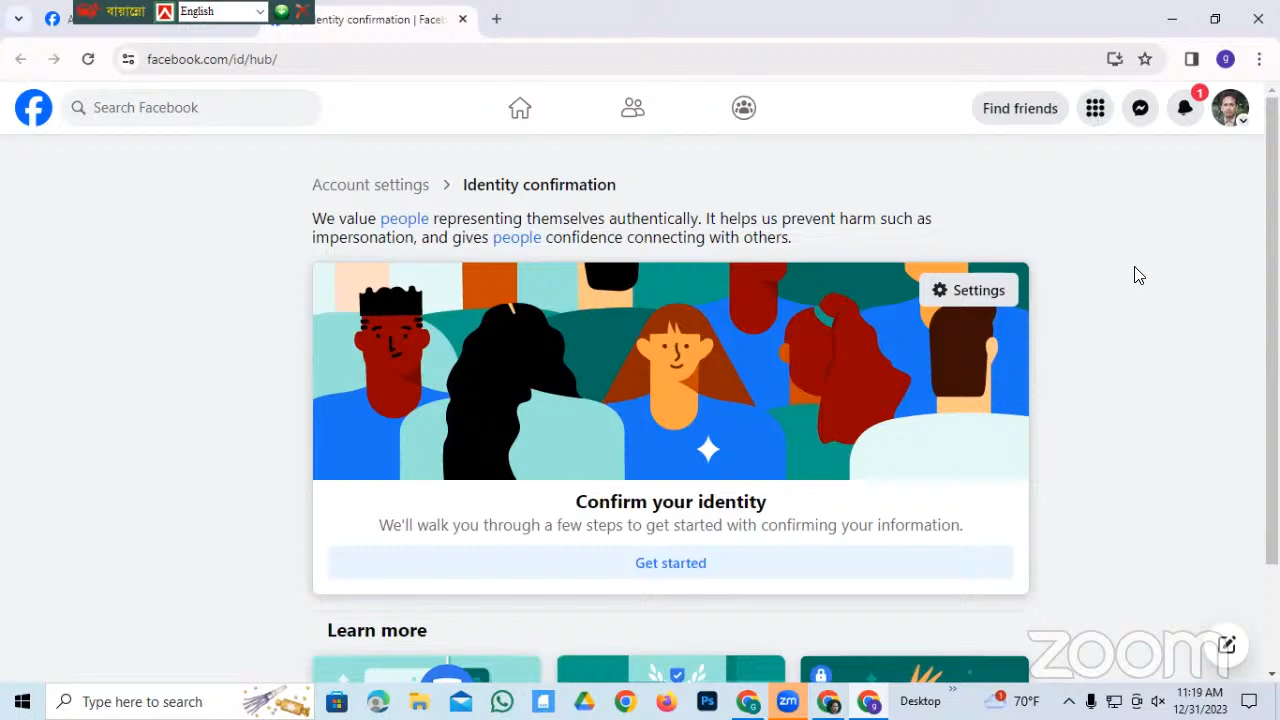 বায়ান্নো
English
entity confirmation | Faceb
facebook.com/id/hub/
g
Search Facebook
Find friends
1
Account settings > Identity confirmation
We value people representing themselves authentically. It helps us prevent harm such as
impersonation, and gives people confidence connecting with others.
Settings
Confirm your identity
We'll walk you through a few steps to get started with confirming your information.
Get started
Learn more
zoom
Type here to search
Ps
G
zm
g
Desktop
1
70°F
11:19 AM
12/31/2023